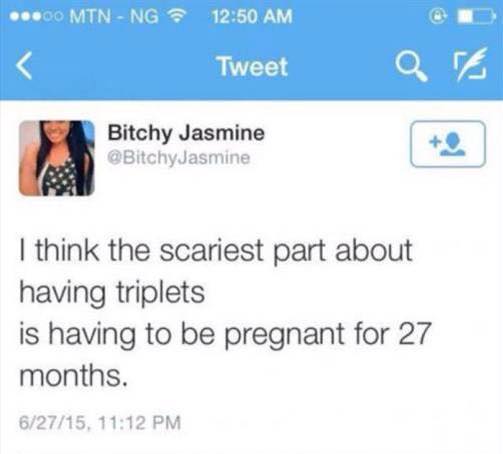 MTN - NG 12:50 AM
Tweet
Bitchy Jasmine
@BitchyJasmine
I think the scariest part about
having triplets
is having to be pregnant for 27
months.
6/27/15, 11:12 PM